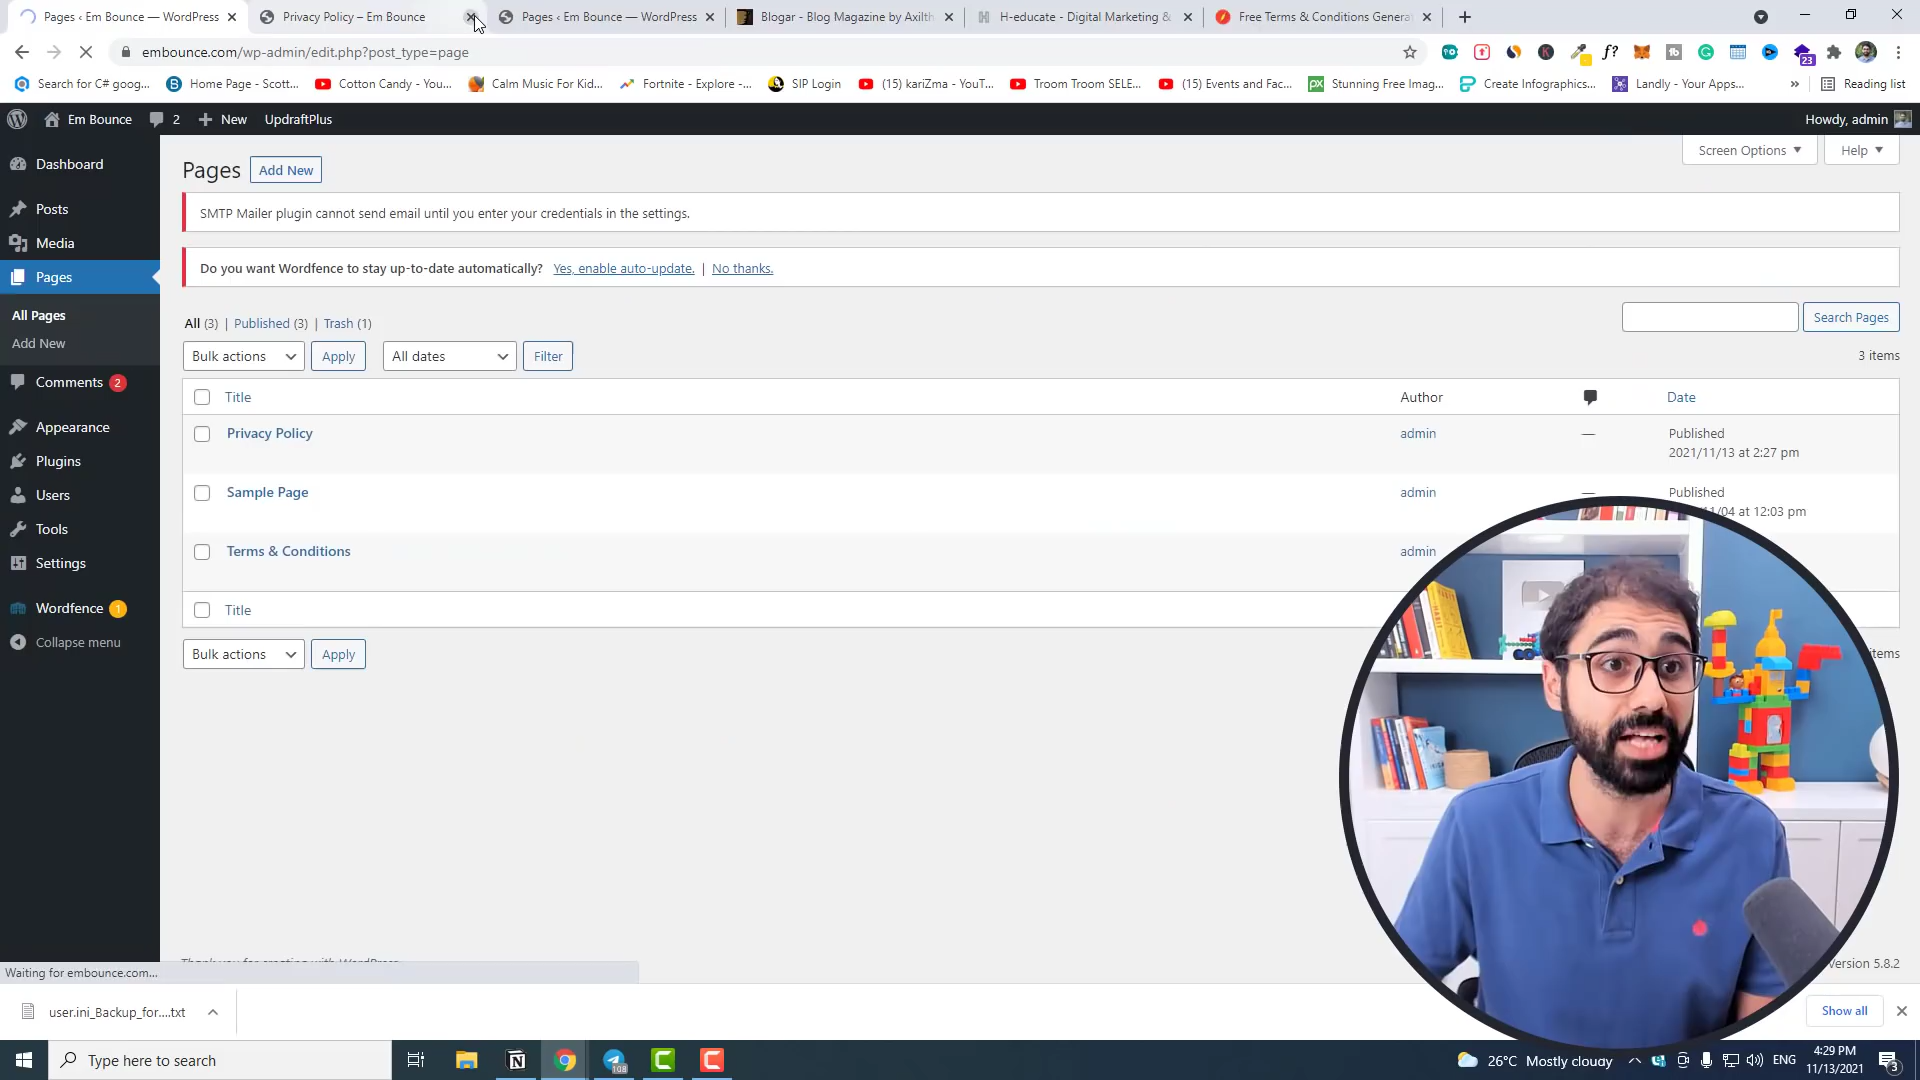 Pages ‹ Em Bounce — WordPress
Privacy Policy – Em Bounce
Pages ‹ Em Bounce — WordPress
Blogar - Blog Magazine by Axilth
H-educate - Digital Marketing &
Free Terms & Conditions Genera
embounce.com/wp-admin/edit.php?post_type=page
f?
23
Search for C# goog...
Home Page - Scott...
Cotton Candy - You...
Calm Music For Kid...
Fortnite - Explore -...
SIP Login
(15) kariZma - YouT...
Troom Troom SELE...
(15) Events and Fac...
Stunning Free Imag...
Create Infographics...
Landly - Your Apps...
»
Reading list
Em Bounce
2
New
UpdraftPlus
Howdy, admin
Dashboard
Posts
Media
Pages
All Pages
Add New
Comments 2
Appearance
Plugins
Users
Tools
Settings
Wordfence 1
Collapse menu
Pages
Add New
Screen Options
Help
SMTP Mailer plugin cannot send email until you enter your credentials in the settings.
Do you want Wordfence to stay up-to-date automatically? Yes, enable auto-update. | No thanks.
All (3) | Published (3) | Trash (1)
Search Pages
Bulk actions
Apply
All dates
Filter
3 items
Title
Author
Date
Privacy Policy
admin
—
Published
2021/11/13 at 2:27 pm
Sample Page
admin
—
Published
/04 at 12:03 pm
Terms & Conditions
admin
Title
Bulk actions
Apply
items
Version 5.8.2
Waiting for embounce.com...
user.ini_Backup_for....txt
Show all
Type here to search
108
26°C Mostly cloudy
ENG
4:29 PM
11/13/2021
3